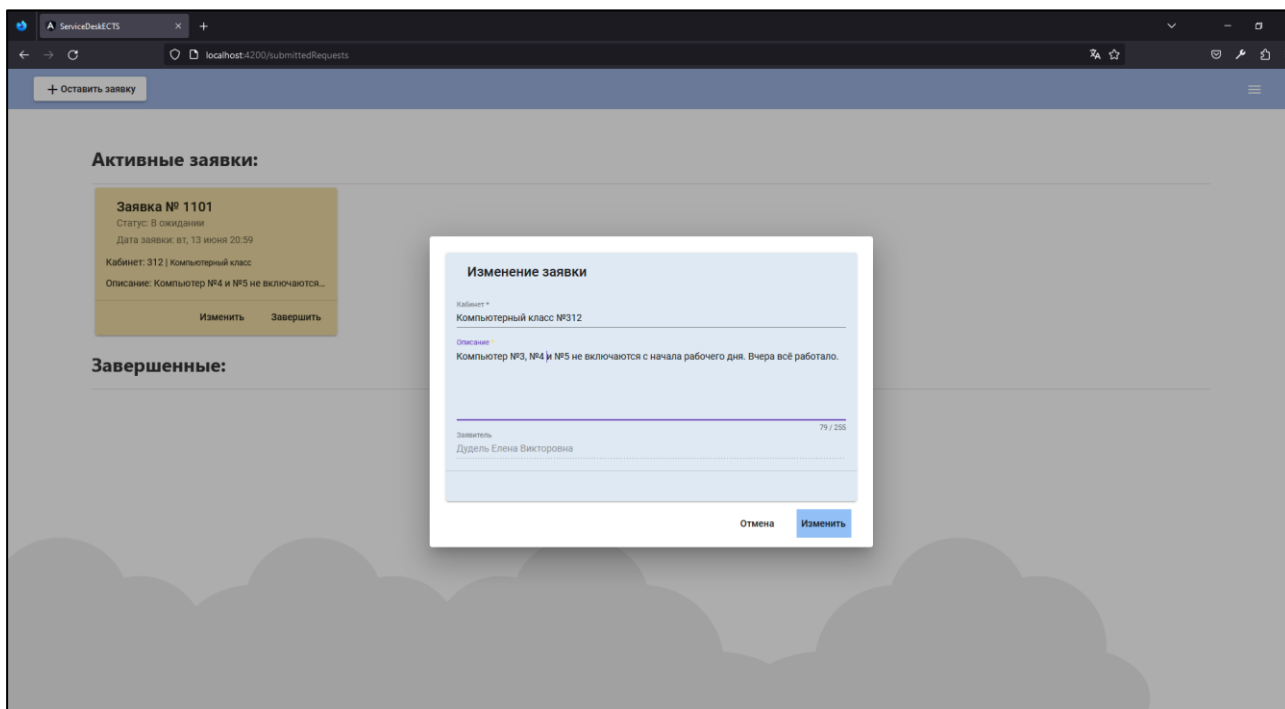 ServiceDeskECTS
localhost:4200/submittedRequests
Оставить заявку
Активные заявки:
Заявка № 1101
Статус: В ожидании
Дата заявки: вт, 13 июня 20:59
Кабинет: 312 | Компьютерный класс
Описание: Компьютер №4 и №5 не включаются...
Изменить Завершить
Завершенные:
Изменение заявки
Кабинет *
Компьютерный класс №312
Описание *
Компьютер №3, №4 и №5 не включаются с начала рабочего дня. Вчера всё работало.
79 / 255
Заявитель
Дудель Елена Викторовна
Отмена Изменить